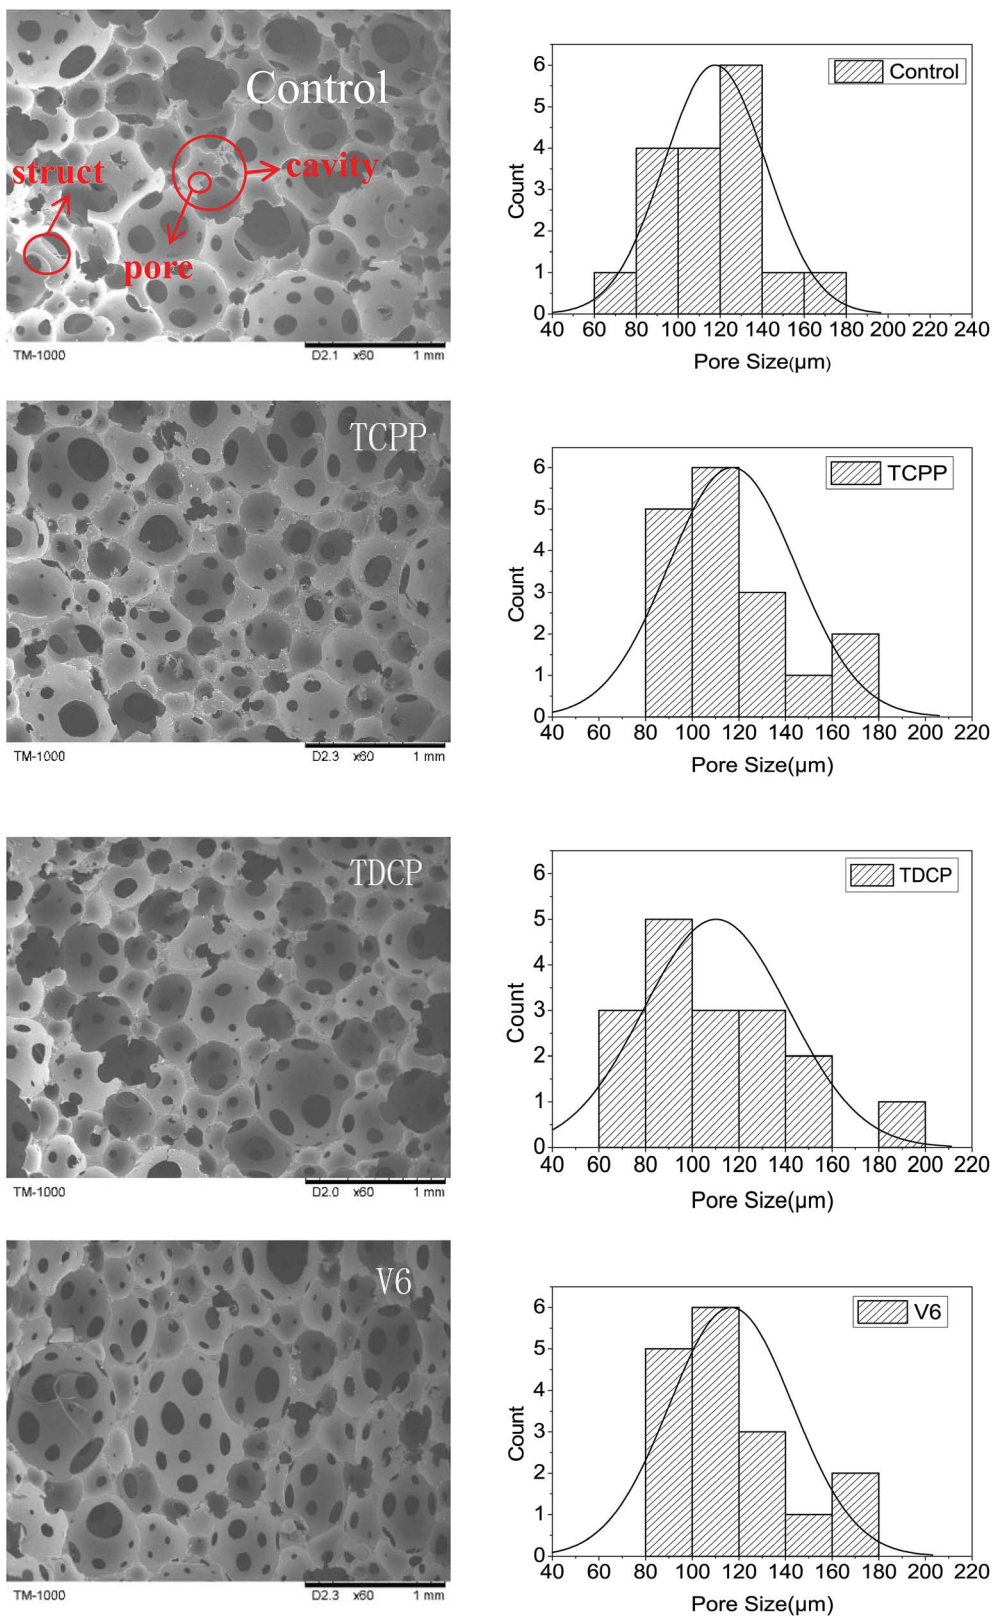 Control
struct
cavity
pore
TM-1000 D2.1 x60 1 mm
Control
Count
6
5
4
3
2
1
0
40 60 80 100 120 140 160 180 200 220 240
Pore Size(μm)
TCPP
TM-1000 D2.3 x60 1 mm
TCPP
Count
6
5
4
3
2
1
0
40 60 80 100 120 140 160 180 200 220
Pore Size(μm)
TDCP
TM-1000 D2.0 x60 1 mm
TDCP
Count
6
5
4
3
2
1
0
40 60 80 100 120 140 160 180 200 220
Pore Size(μm)
V6
TM-1000 D2.3 x60 1 mm
V6
Count
6
5
4
3
2
1
0
40 60 80 100 120 140 160 180 200 220
Pore Size(μm)